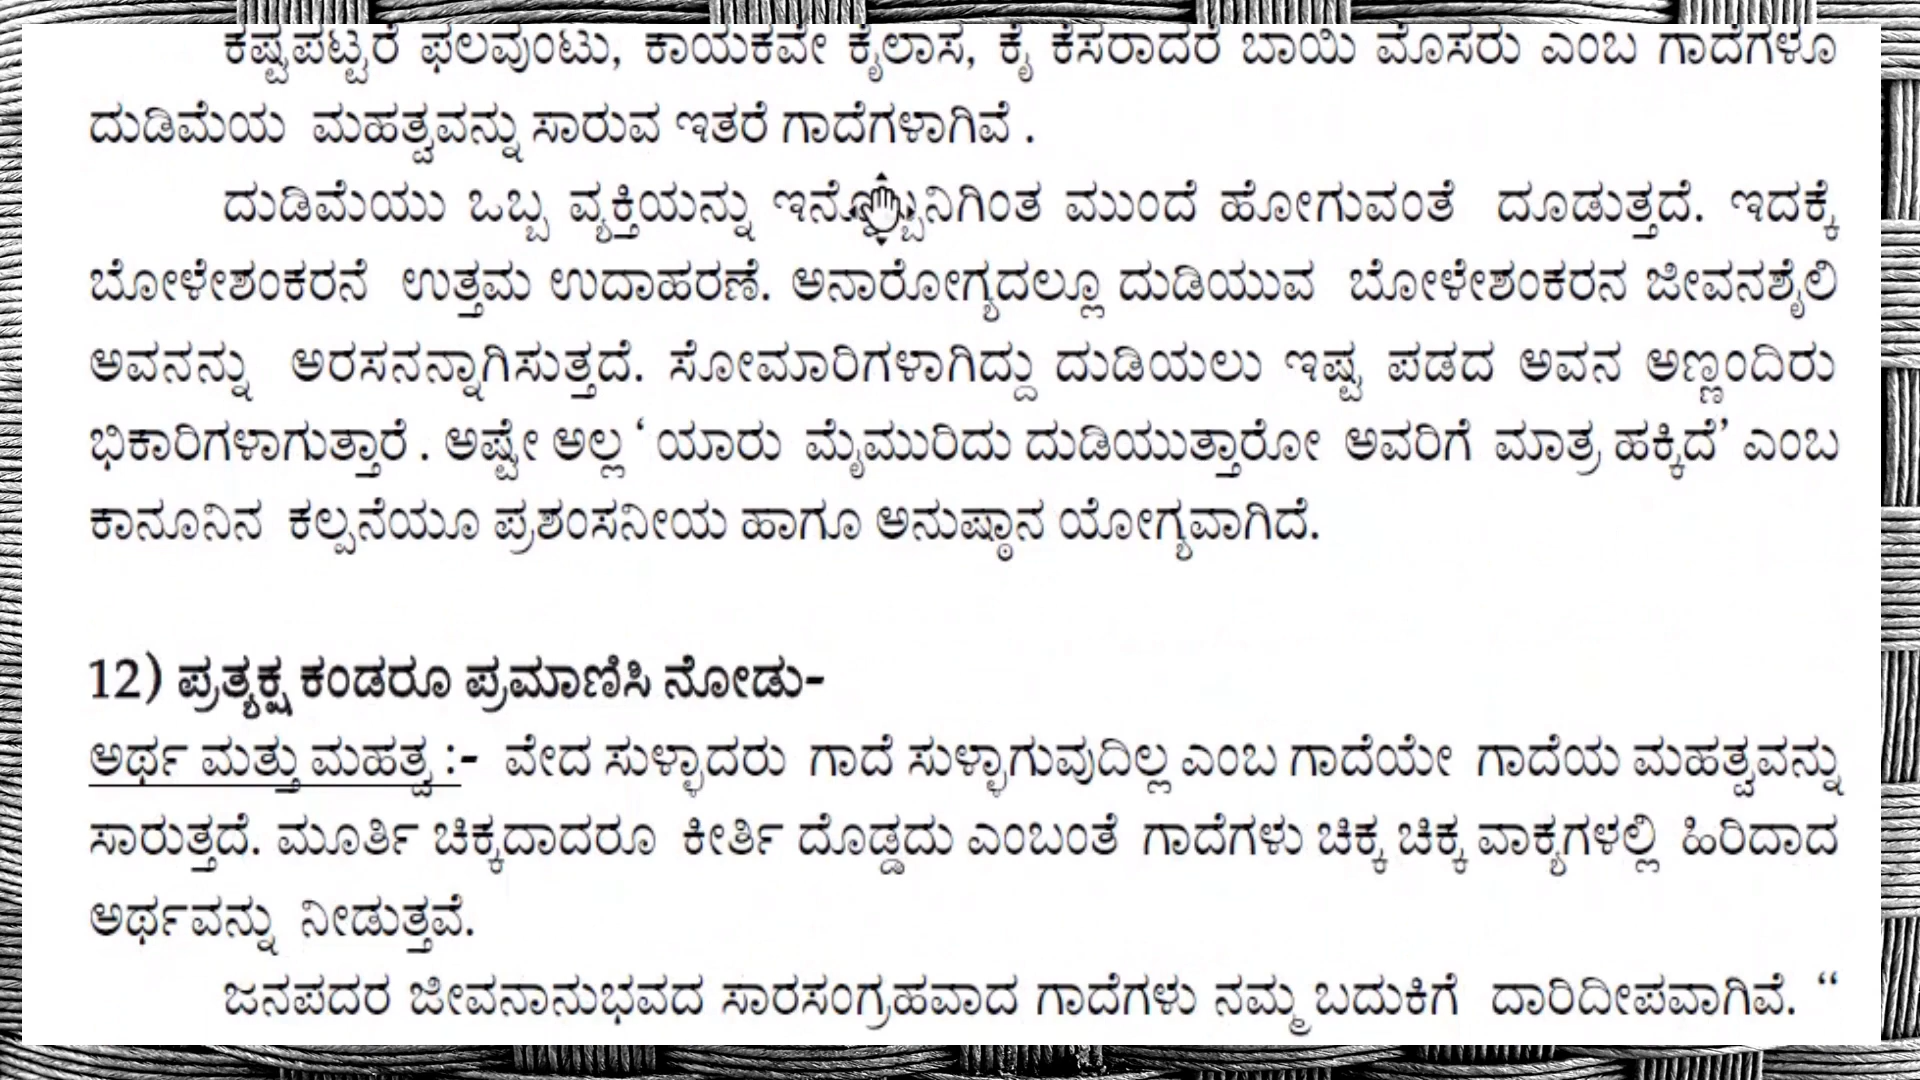 ಕಷ್ಟಪಟ್ಟರೆ ಫಲವುಂಟು, ಕಾಯಕವೇ ಕೈಲಾಸ, ಕೈ ಕೆಸರಾದರೆ ಬಾಯಿ ಮೊಸರು ಎಂಬ ಗಾದೆಗಳೂ
ದುಡಿಮೆಯ ಮಹತ್ವವನ್ನು ಸಾರುವ ಇತರೆ ಗಾದೆಗಳಾಗಿವೆ .
ದುಡಿಮೆಯು ಒಬ್ಬ ವ್ಯಕ್ತಿಯನ್ನು ಇನ್ನೊಬ್ಬನಿಗಿಂತ ಮುಂದೆ ಹೋಗುವಂತೆ ದೂಡುತ್ತದೆ. ಇದಕ್ಕೆ
ಬೋಳೇಶಂಕರನೆ ಉತ್ತಮ ಉದಾಹರಣೆ. ಅನಾರೋಗ್ಯದಲ್ಲೂ ದುಡಿಯುವ ಬೋಳೇಶಂಕರನ ಜೀವನಶೈಲಿ
ಅವನನ್ನು ಅರಸನನ್ನಾಗಿಸುತ್ತದೆ. ಸೋಮಾರಿಗಳಾಗಿದ್ದು ದುಡಿಯಲು ಇಷ್ಟ ಪಡದ ಅವನ ಅಣ್ಣಂದಿರು
ಭಿಕಾರಿಗಳಾಗುತ್ತಾರೆ . ಅಷ್ಟೇ ಅಲ್ಲ ‘ ಯಾರು ಮೈಮುರಿದು ದುಡಿಯುತ್ತಾರೋ ಅವರಿಗೆ ಮಾತ್ರ ಹಕ್ಕಿದೆ’ ಎಂಬ
ಕಾನೂನಿನ ಕಲ್ಪನೆಯೂ ಪ್ರಶಂಸನೀಯ ಹಾಗೂ ಅನುಷ್ಠಾನ ಯೋಗ್ಯವಾಗಿದೆ.
12) ಪ್ರತ್ಯಕ್ಷ ಕಂಡರೂ ಪ್ರಮಾಣಿಸಿ ನೋಡು-
ಅರ್ಥ ಮತ್ತು ಮಹತ್ವ :- ವೇದ ಸುಳ್ಳಾದರು ಗಾದೆ ಸುಳ್ಳಾಗುವುದಿಲ್ಲ ಎಂಬ ಗಾದೆಯೇ ಗಾದೆಯ ಮಹತ್ವವನ್ನು
ಸಾರುತ್ತದೆ. ಮೂರ್ತಿ ಚಿಕ್ಕದಾದರೂ ಕೀರ್ತಿ ದೊಡ್ಡದು ಎಂಬಂತೆ ಗಾದೆಗಳು ಚಿಕ್ಕ ಚಿಕ್ಕ ವಾಕ್ಯಗಳಲ್ಲಿ ಹಿರಿದಾದ
ಅರ್ಥವನ್ನು ನೀಡುತ್ತವೆ.
ಜನಪದರ ಜೀವನಾನುಭವದ ಸಾರಸಂಗ್ರಹವಾದ ಗಾದೆಗಳು ನಮ್ಮ ಬದುಕಿಗೆ ದಾರಿದೀಪವಾಗಿವೆ. “